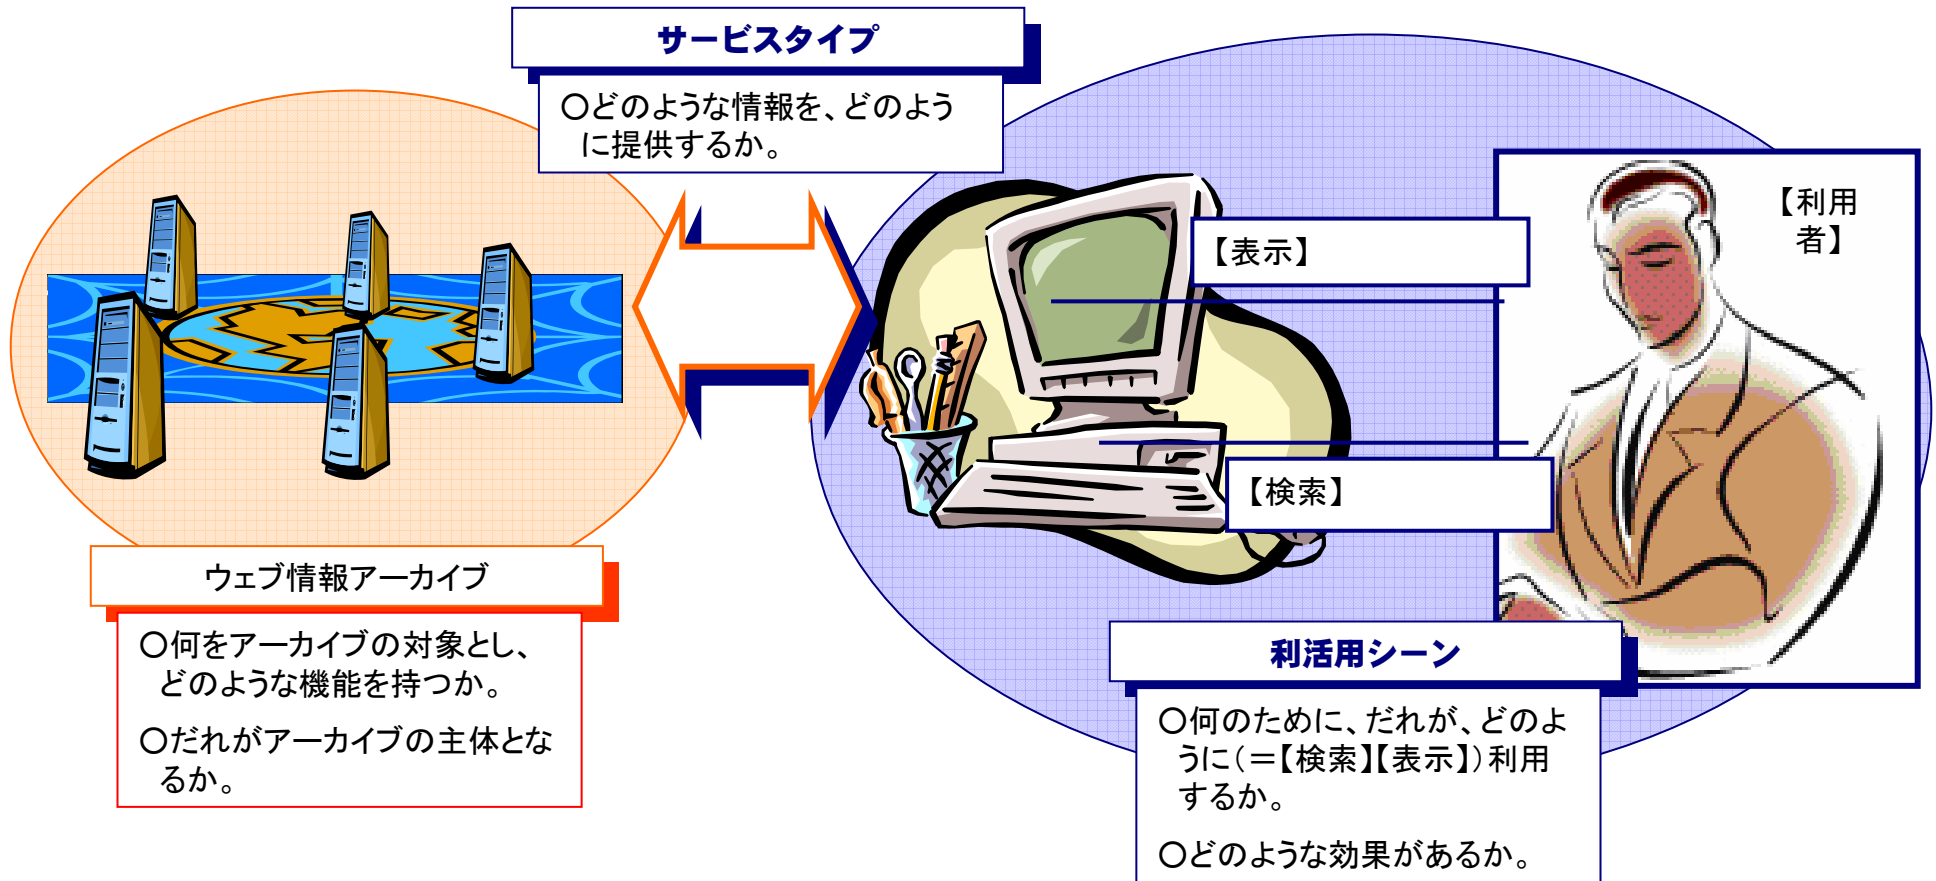 サービスタイプ
○どのような情報を、どのよう
に提供するか。
【利用
者】
【表示】
【検索】
ウェブ情報アーカイブ
○何をアーカイブの対象とし、
どのような機能を持つか。
○だれがアーカイブの主体とな
るか。
利活用シーン
○何のために、だれが、どのよ
うに(=【検索】【表示】)利用
するか。
○どのような効果があるか。